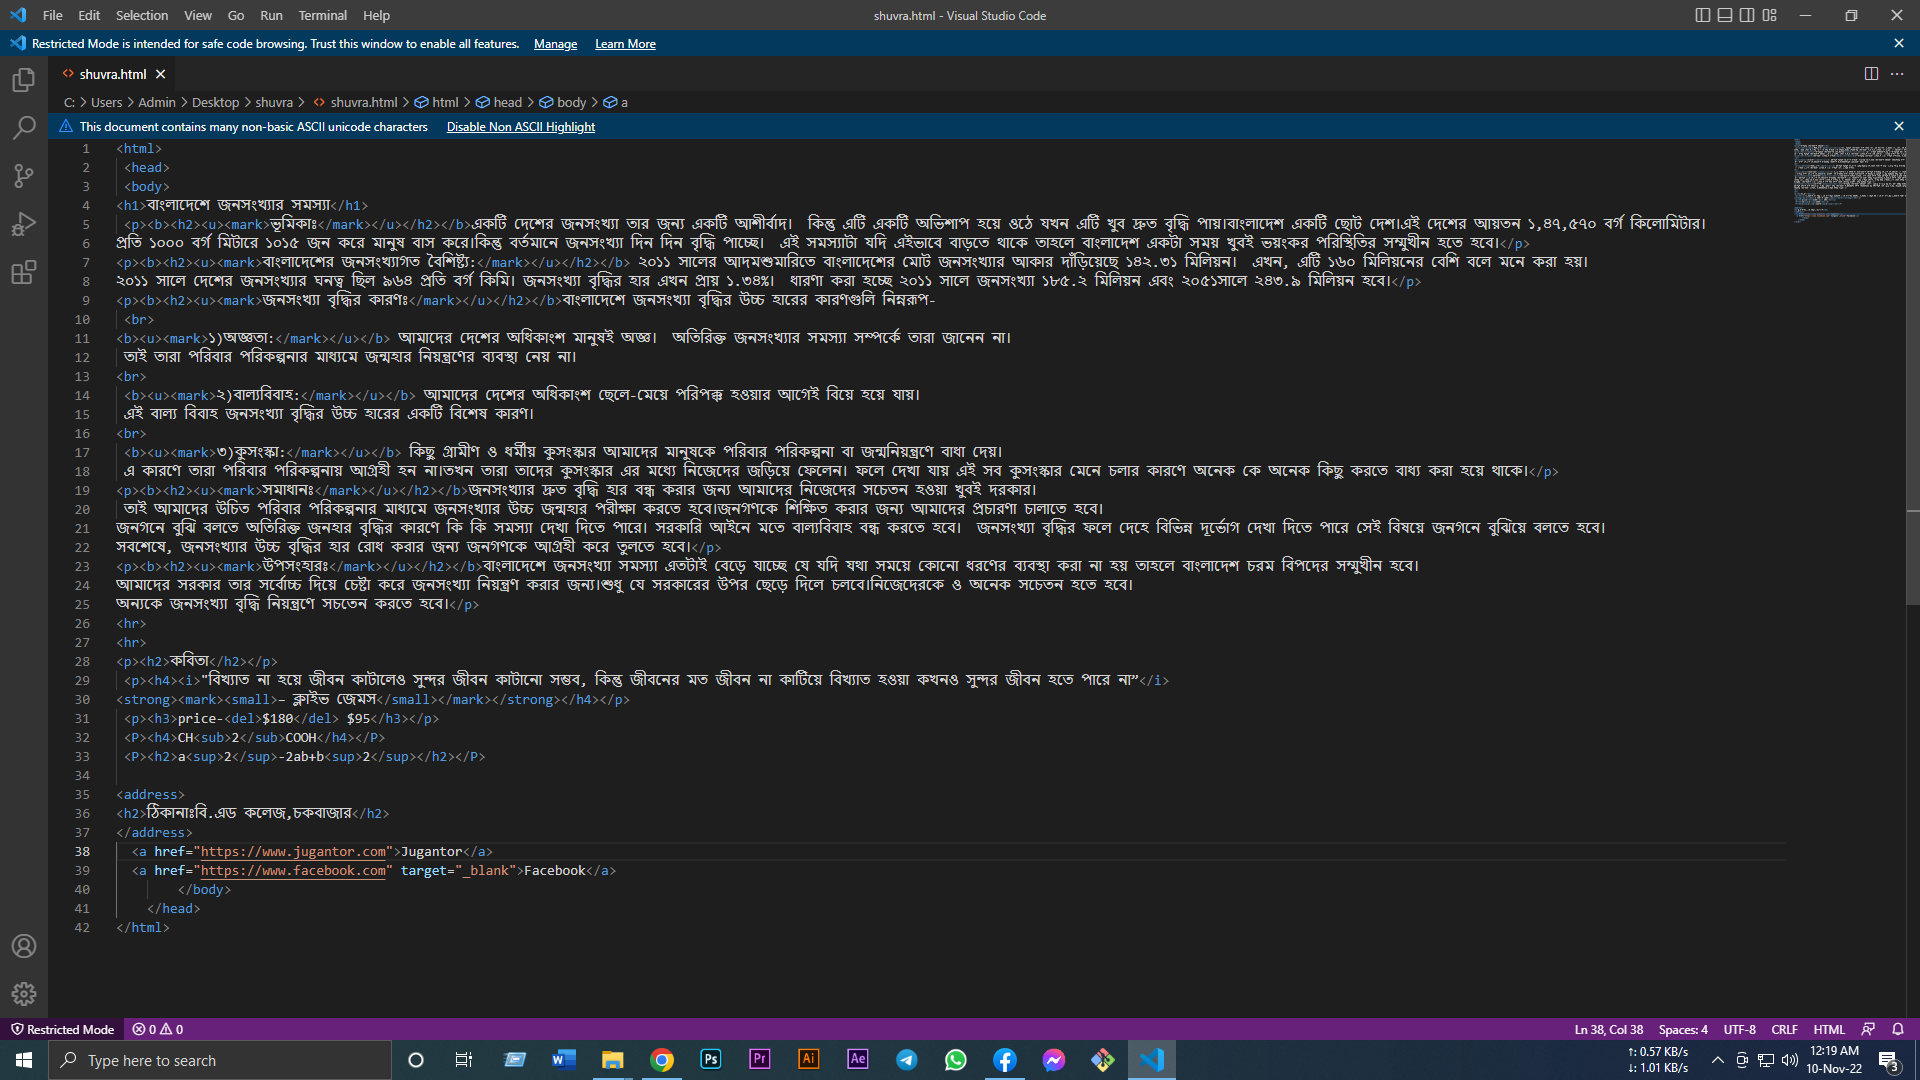 File Edit Selection View Go Run Terminal Help
shuvra.html - Visual Studio Code
Restricted Mode is intended for safe code browsing. Trust this window to enable all features. Manage Learn More
shuvra.html
C: > Users > Admin > Desktop > shuvra > shuvra.html > html > head > body > a
This document contains many non-basic ASCII unicode characters Disable Non ASCII Highlight
1 <html>
2 <head>
3 <body>
4 <h1>বাংলাদেশে জনসংখ্যার সমস্যা</h1>
5 <p><b><h2><u><mark>ভূমিকাঃ</mark></u></h2></b>একটি দেশের জনসংখ্যা তার জন্য একটি আশীর্বাদ। কিন্তু এটি একটি অভিশাপ হয়ে ওঠে যখন এটি খুব দ্রুত বৃদ্ধি পায়।বাংলাদেশ একটি ছোট দেশ।এই দেশের আয়তন ১,৪৭,৫৭০ বর্গ কিলোমিটার।
6 প্রতি ১০০০ বর্গ মিটারে ১০১৫ জন করে মানুষ বাস করে।কিন্তু বর্তমানে জনসংখ্যা দিন দিন বৃদ্ধি পাচ্ছে। এই সমস্যাটা যদি এইভাবে বাড়তে থাকে তাহলে বাংলাদেশ একটা সময় খুবই ভয়ংকর পরিস্থিতির সম্মুখীন হতে হবে।</p>
7 <p><b><h2><u><mark>বাংলাদেশের জনসংখ্যাগত বৈশিষ্ট্য:</mark></u></h2></b> ২০১১ সালের আদমশুমারিতে বাংলাদেশের মোট জনসংখ্যার আকার দাঁড়িয়েছে ১৪২.৩১ মিলিয়ন। এখন, এটি ১৬০ মিলিয়নের বেশি বলে মনে করা হয়।
8 ২০১১ সালে দেশের জনসংখ্যার ঘনত্ব ছিল ৯৬৪ প্রতি বর্গ কিমি। জনসংখ্যা বৃদ্ধির হার এখন প্রায় ১.৩৪%। ধারণা করা হচ্ছে ২০১১ সালে জনসংখ্যা ১৮৫.২ মিলিয়ন এবং ২০৫১সালে ২৪৩.৯ মিলিয়ন হবে।</p>
9 <p><b><h2><u><mark>জনসংখ্যা বৃদ্ধির কারণঃ</mark></u></h2></b>বাংলাদেশে জনসংখ্যা বৃদ্ধির উচ্চ হারের কারণগুলি নিম্নরূপ-
10 <br>
11 <b><u><mark>১)অজ্ঞতা:</mark></u></b> আমাদের দেশের অধিকাংশ মানুষই অজ্ঞ। অতিরিক্ত জনসংখ্যার সমস্যা সম্পর্কে তারা জানেন না।
12 তাই তারা পরিবার পরিকল্পনার মাধ্যমে জন্মহার নিয়ন্ত্রণের ব্যবস্থা নেয় না।
13 <br>
14 <b><u><mark>২)বাল্যবিবাহ:</mark></u></b> আমাদের দেশের অধিকাংশ ছেলে-মেয়ে পরিপক্ক হওয়ার আগেই বিয়ে হয়ে যায়।
15 এই বাল্য বিবাহ জনসংখ্যা বৃদ্ধির উচ্চ হারের একটি বিশেষ কারণ।
16 <br>
17 <b><u><mark>৩)কুসংস্কা:</mark></u></b> কিছু গ্রামীণ ও ধর্মীয় কুসংস্কার আমাদের মানুষকে পরিবার পরিকল্পনা বা জন্মনিয়ন্ত্রণে বাধা দেয়।
18 এ কারণে তারা পরিবার পরিকল্পনায় আগ্রহী হন না।তখন তারা তাদের কুসংস্কার এর মধ্যে নিজেদের জড়িয়ে ফেলেন। ফলে দেখা যায় এই সব কুসংস্কার মেনে চলার কারণে অনেক কে অনেক কিছু করতে বাধ্য করা হয়ে থাকে।</p>
19 <p><b><h2><u><mark>সমাধানঃ</mark></u></h2></b>জনসংখ্যার দ্রুত বৃদ্ধি হার বন্ধ করার জন্য আমাদের নিজেদের সচেতন হওয়া খুবই দরকার।
20 তাই আমাদের উচিত পরিবার পরিকল্পনার মাধ্যমে জনসংখ্যার উচ্চ জন্মহার পরীক্ষা করতে হবে।জনগণকে শিক্ষিত করার জন্য আমাদের প্রচারণা চালাতে হবে।
21 জনগনে বুঝি বলতে অতিরিক্ত জনহার বৃদ্ধির কারণে কি কি সমস্যা দেখা দিতে পারে। সরকারি আইনে মতে বাল্যবিবাহ বন্ধ করতে হবে। জনসংখ্যা বৃদ্ধির ফলে দেহে বিভিন্ন দূর্ভোগ দেখা দিতে পারে সেই বিষয়ে জনগনে বুঝিয়ে বলতে হবে।
22 সবশেষে, জনসংখ্যার উচ্চ বৃদ্ধির হার রোধ করার জন্য জনগণকে আগ্রহী করে তুলতে হবে।</p>
23 <p><b><h2><u><mark>উপসংহারঃ</mark></u></h2></b>বাংলাদেশে জনসংখ্যা সমস্যা এতটাই বেড়ে যাচ্ছে যে যদি যথা সময়ে কোনো ধরণের ব্যবস্থা করা না হয় তাহলে বাংলাদেশ চরম বিপদের সম্মুখীন হবে।
24 আমাদের সরকার তার সর্বোচ্চ দিয়ে চেষ্টা করে জনসংখ্যা নিয়ন্ত্রণ করার জন্য।শুধু যে সরকারের উপর ছেড়ে দিলে চলবে।নিজেদেরকে ও অনেক সচেতন হতে হবে।
25 অন্যকে জনসংখ্যা বৃদ্ধি নিয়ন্ত্রণে সচতেন করতে হবে।</p>
26 <hr>
27 <hr>
28 <p><h2>কবিতা</h2></p>
29 <p><h4><i>"বিখ্যাত না হয়ে জীবন কাটালেও সুন্দর জীবন কাটানো সম্ভব, কিন্তু জীবনের মত জীবন না কাটিয়ে বিখ্যাত হওয়া কখনও সুন্দর জীবন হতে পারে না”</i>
30 <strong><mark><small>– ক্লাইভ জেমস</small></mark></strong></h4></p>
31 <p><h3>price-<del>$180</del> $95</h3></p>
32 <P><h4>CH<sub>2</sub>COOH</h4></P>
33 <P><h2>a<sup>2</sup>-2ab+b<sup>2</sup></h2></P>
34
35 <address>
36 <h2>ঠিকানাঃবি.এড কলেজ,চকবাজার</h2>
37 </address>
38 <a href="https://www.jugantor.com">Jugantor</a>
39 <a href="https://www.facebook.com" target="_blank">Facebook</a>
40 </body>
41 </head>
42 </html>
Restricted Mode 0 0 Ln 38, Col 38 Spaces: 4 UTF-8 CRLF HTML
Type here to search
Ps Pr Ai Ae
↑: 0.57 KB/s
↓: 1.01 KB/s
12:19 AM
10-Nov-22
3